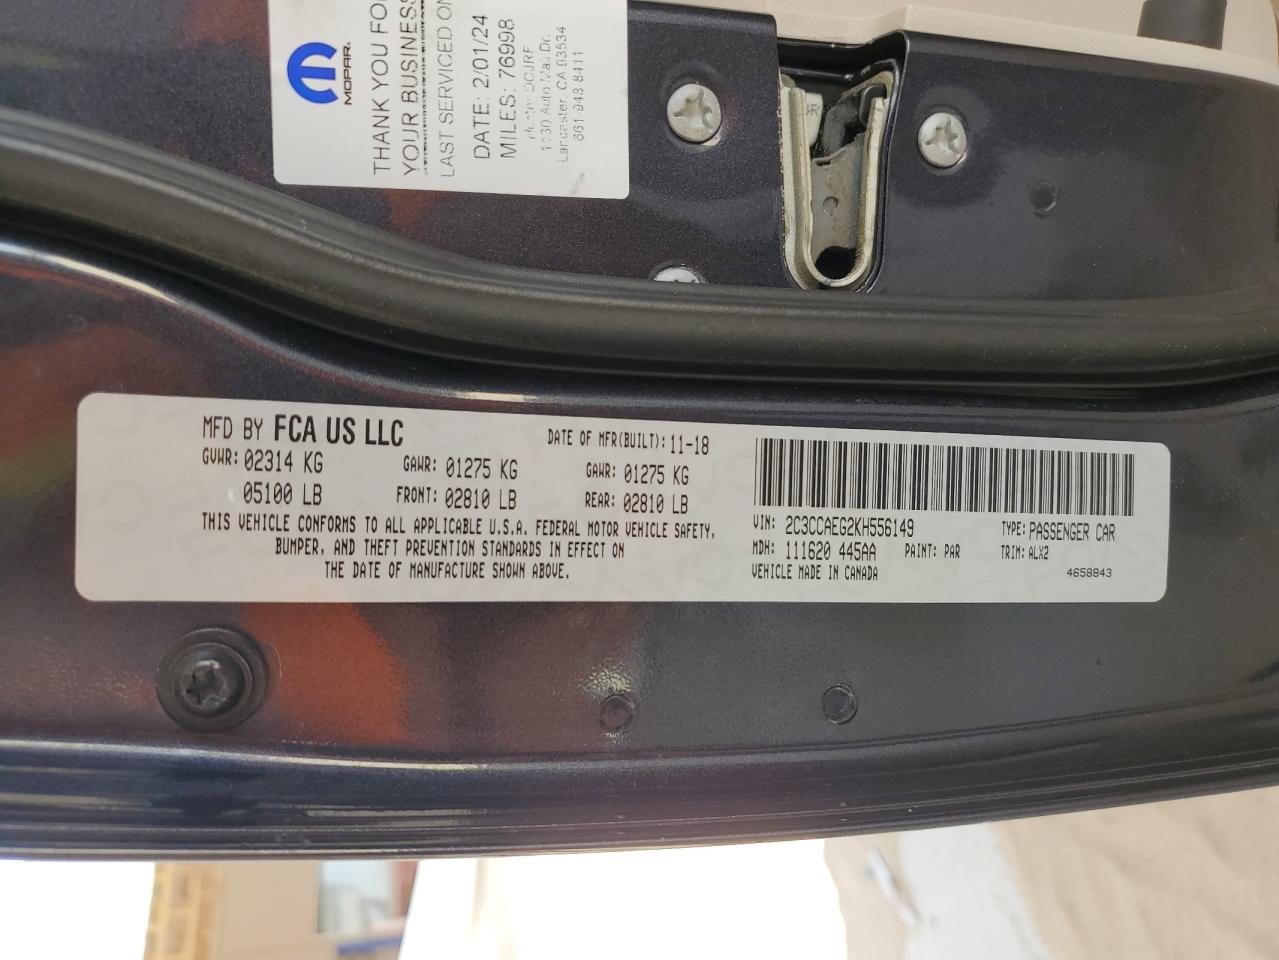 MOPAR.
THANK YOU FO
YOUR BUSINESS
LAST SERVICED ON
DATE: 2/01/24
MILES: 76998
Hunter DCJRF
1130 Auto Mall Dr.
Lancaster, CA 93534
661-948-8411
MFD BY FCA US LLC
DATE OF MFR(BUILT): 11-18
GVWR: 02314 KG GAWR: 01275 KG GAWR: 01275 KG
05100 LB FRONT: 02810 LB REAR: 02810 LB
THIS VEHICLE CONFORMS TO ALL APPLICABLE U.S.A. FEDERAL MOTOR VEHICLE SAFETY,
BUMPER, AND THEFT PREVENTION STANDARDS IN EFFECT ON
THE DATE OF MANUFACTURE SHOWN ABOVE.
VIN: 2C3CCAEG2KH556149 TYPE: PASSENGER CAR
MDH: 111620 445AA PAINT: PAR TRIM: ALX2
VEHICLE MADE IN CANADA 4658843